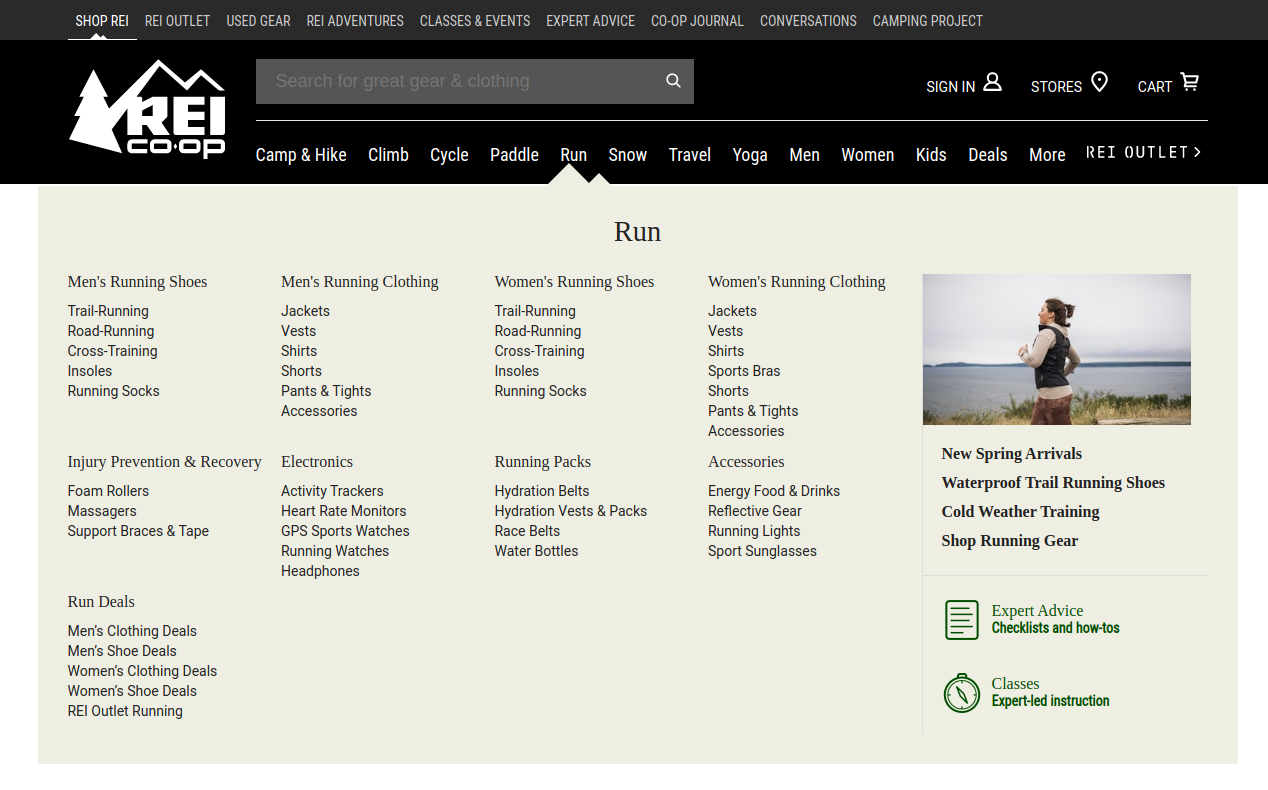 SHOP REI REI OUTLET USED GEAR REI ADVENTURES CLASSES & EVENTS EXPERT ADVICE CO-OP JOURNAL CONVERSATIONS CAMPING PROJECT
REI
co·op
Search for great gear & clothing
SIGN IN STORES CART
Camp & Hike Climb Cycle Paddle Run Snow Travel Yoga Men Women Kids Deals More REI OUTLET
Run
Men's Running Shoes
Trail-Running
Road-Running
Cross-Training
Insoles
Running Socks
Men's Running Clothing
Jackets
Vests
Shirts
Shorts
Pants & Tights
Accessories
Women's Running Shoes
Trail-Running
Road-Running
Cross-Training
Insoles
Running Socks
Women's Running Clothing
Jackets
Vests
Shirts
Sports Bras
Shorts
Pants & Tights
Accessories
Injury Prevention & Recovery
Foam Rollers
Massagers
Support Braces & Tape
Electronics
Activity Trackers
Heart Rate Monitors
GPS Sports Watches
Running Watches
Headphones
Running Packs
Hydration Belts
Hydration Vests & Packs
Race Belts
Water Bottles
Accessories
Energy Food & Drinks
Reflective Gear
Running Lights
Sport Sunglasses
Run Deals
Men’s Clothing Deals
Men’s Shoe Deals
Women’s Clothing Deals
Women’s Shoe Deals
REI Outlet Running
New Spring Arrivals
Waterproof Trail Running Shoes
Cold Weather Training
Shop Running Gear
Expert Advice
Checklists and how-tos
Classes
Expert-led instruction